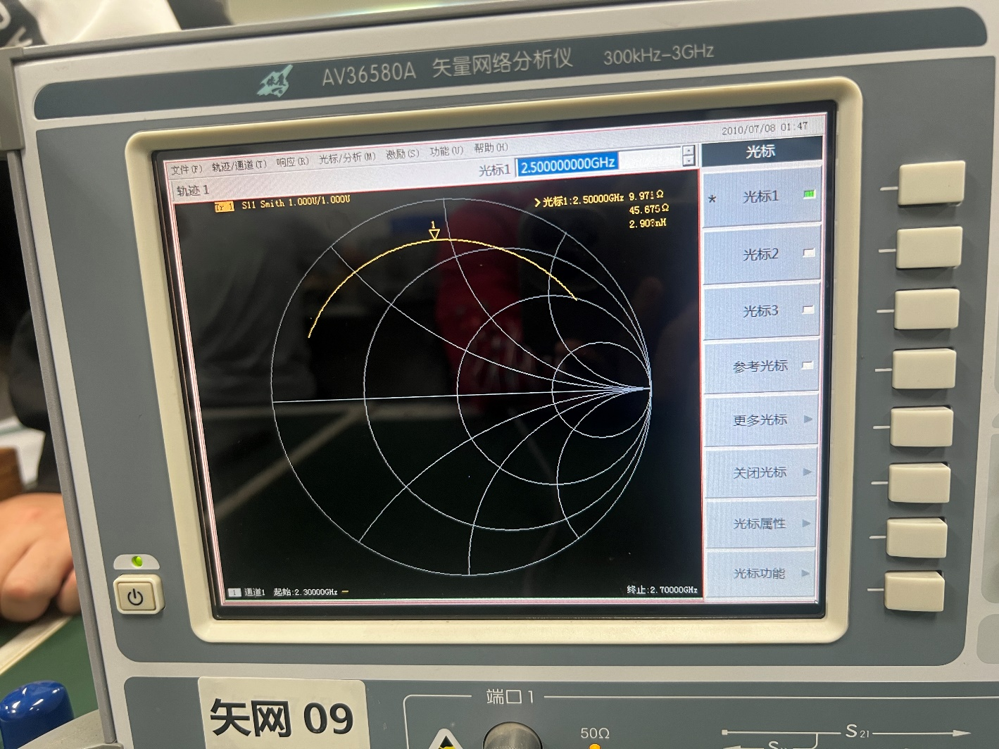 AV36580A 矢量网络分析仪 300kHz-3GHz
2010/07/08 01:47
文件(F) 轨迹/通道(T) 响应(R) 光标/分析(M) 激励(S) 功能(U) 帮助(H)
光标
光标1 2.500000000GHz
轨迹 1
Tr 1 S11 Smith 1.000U/1.000U
>光标1:2.50000GHz
45.675Ω
1
* 光标1
光标2
光标3
参考光标
更多光标
关闭光标
光标属性
光标功能
1 通道1 起始:2.30000GHz
终止:2.70000GHz
矢网 09
端口 1
50Ω
S21